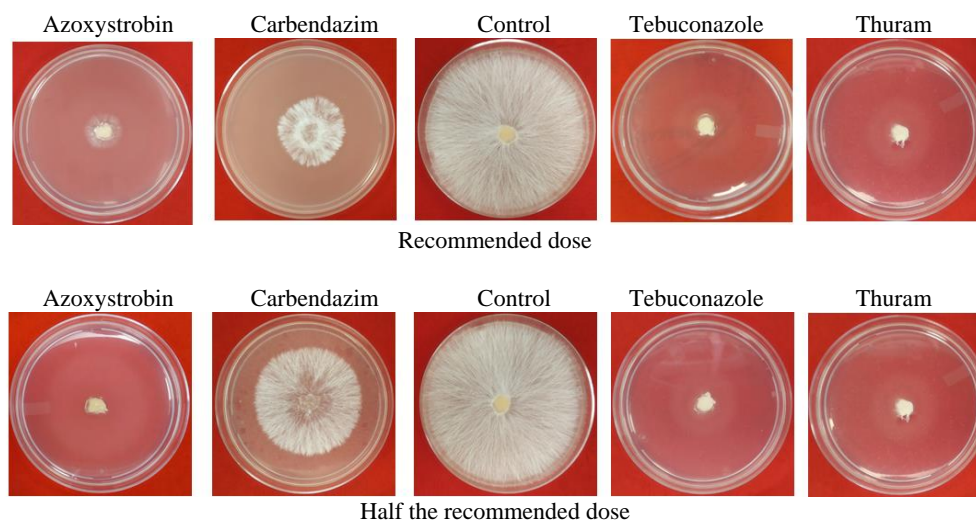 Azoxystrobin Carbendazim Control Tebuconazole Thuram
Recommended dose
Azoxystrobin Carbendazim Control Tebuconazole Thuram
Half the recommended dose